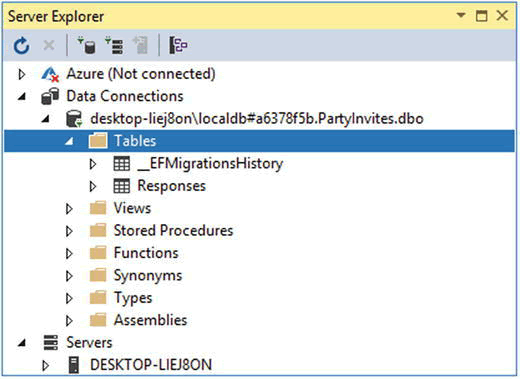 Server Explorer
Azure (Not connected)
Data Connections
desktop-liej8on\localdb#a6378f5b.PartyInvites.dbo
Tables
__EFMigrationsHistory
Responses
Views
Stored Procedures
Functions
Synonyms
Types
Assemblies
Servers
DESKTOP-LIEJ8ON